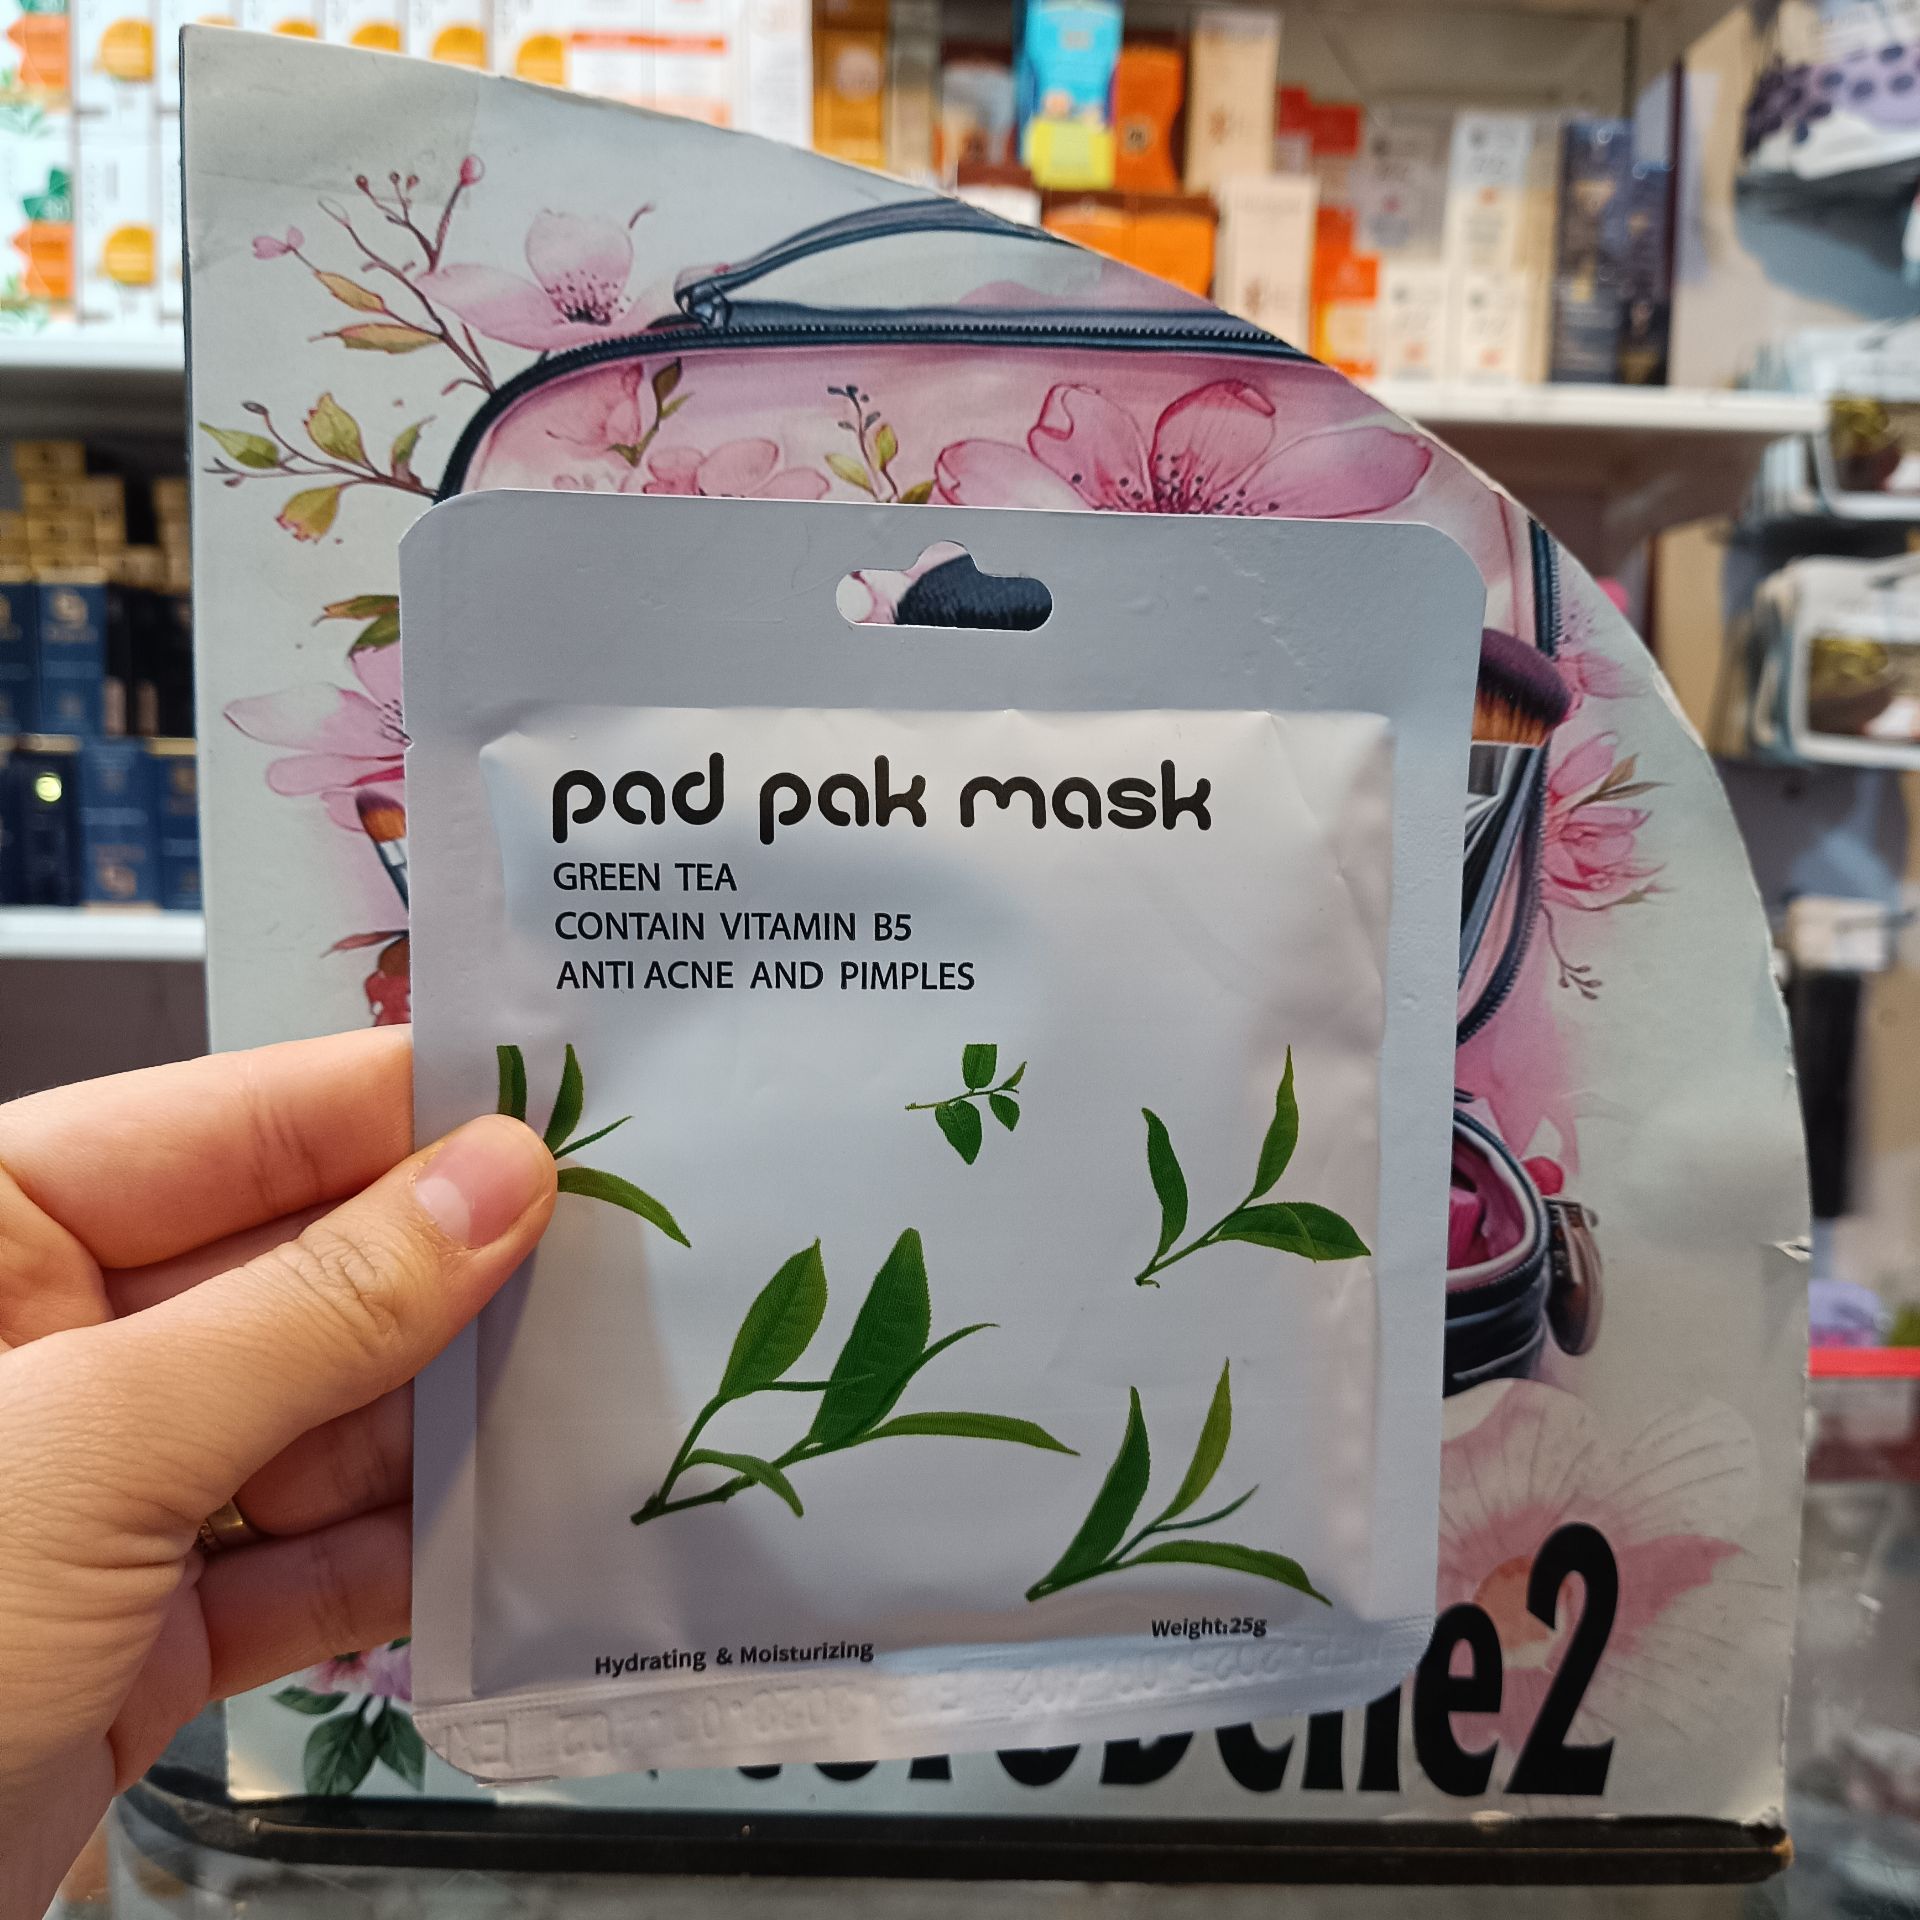 pad pak mask
GREEN TEA
CONTAIN VITAMIN B5
ANTI ACNE AND PIMPLES
Hydrating & Moisturizing
Weight:25g